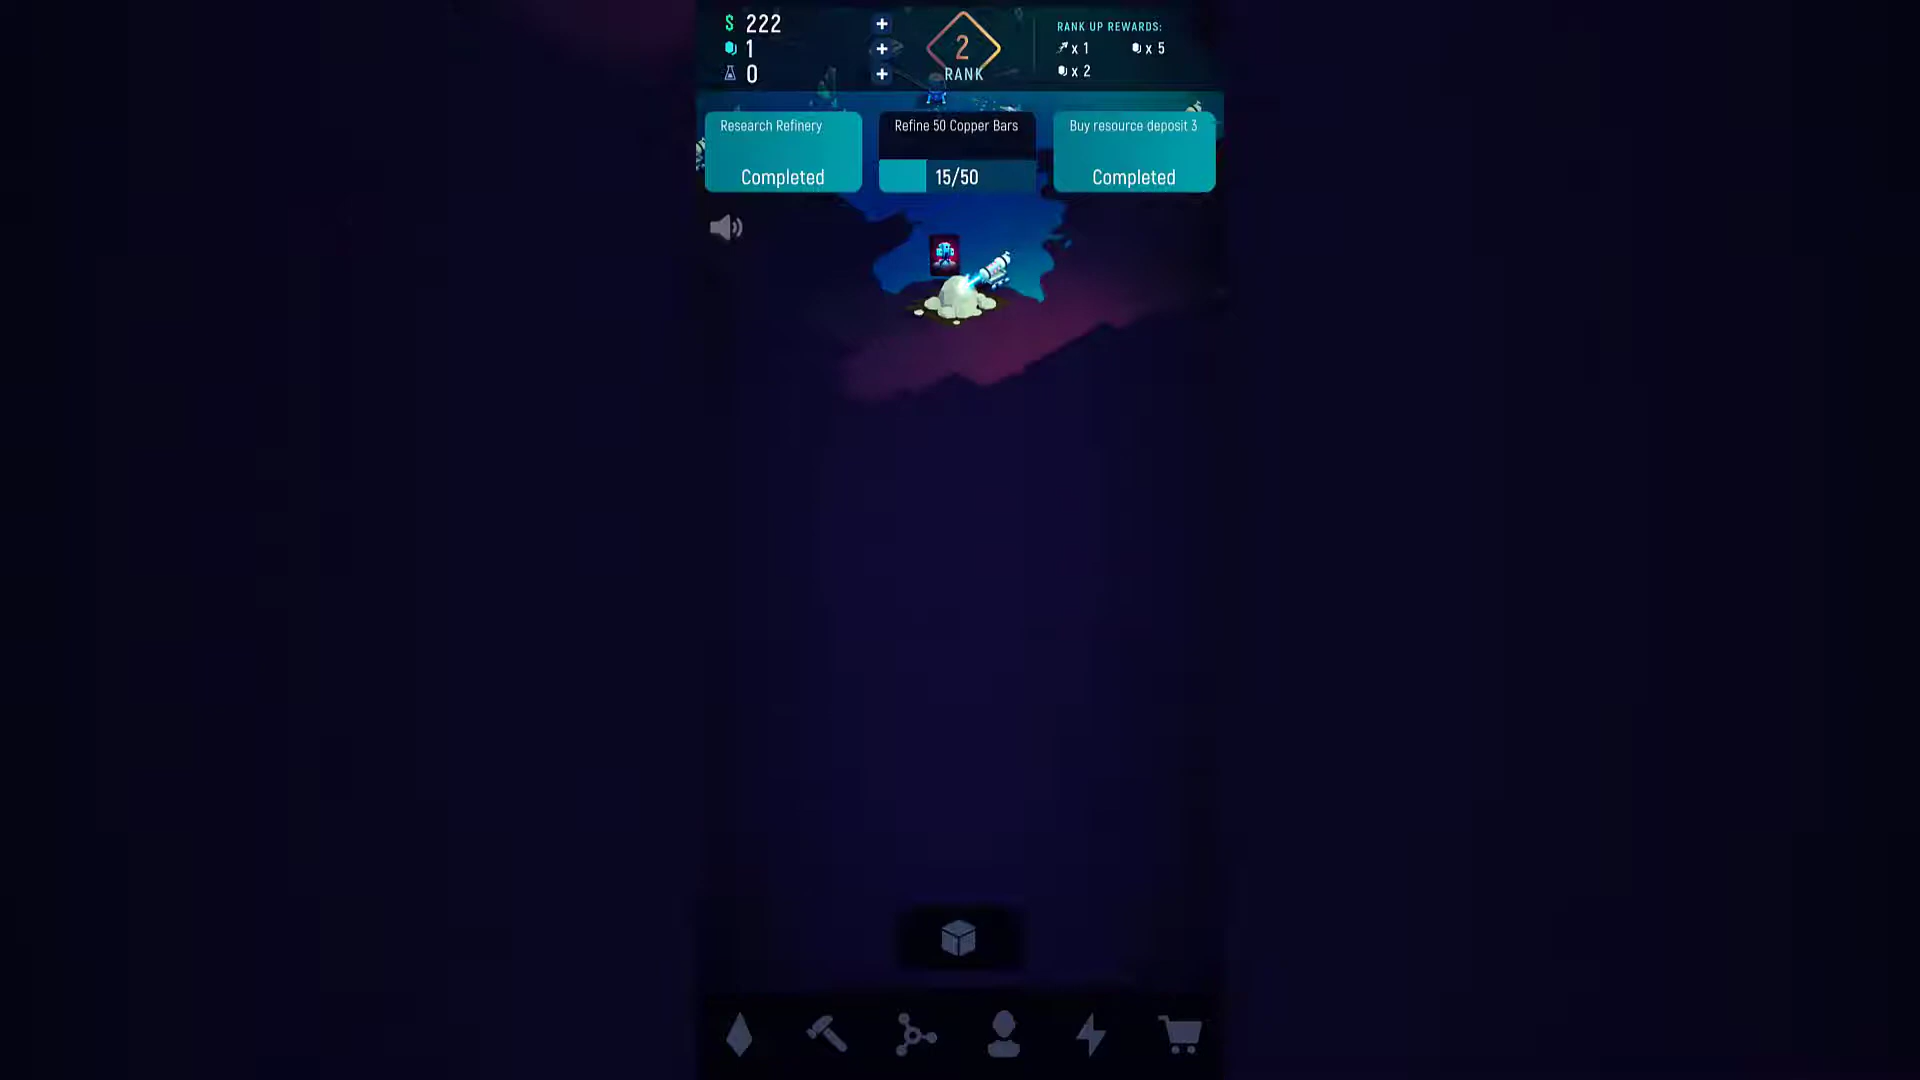 $ 222
1
0
+
+
+
2
RANK
RANK UP REWARDS:
x 1
x 5
x 2
Research Refinery
Completed
Refine 50 Copper Bars
15/50
Buy resource deposit 3
Completed